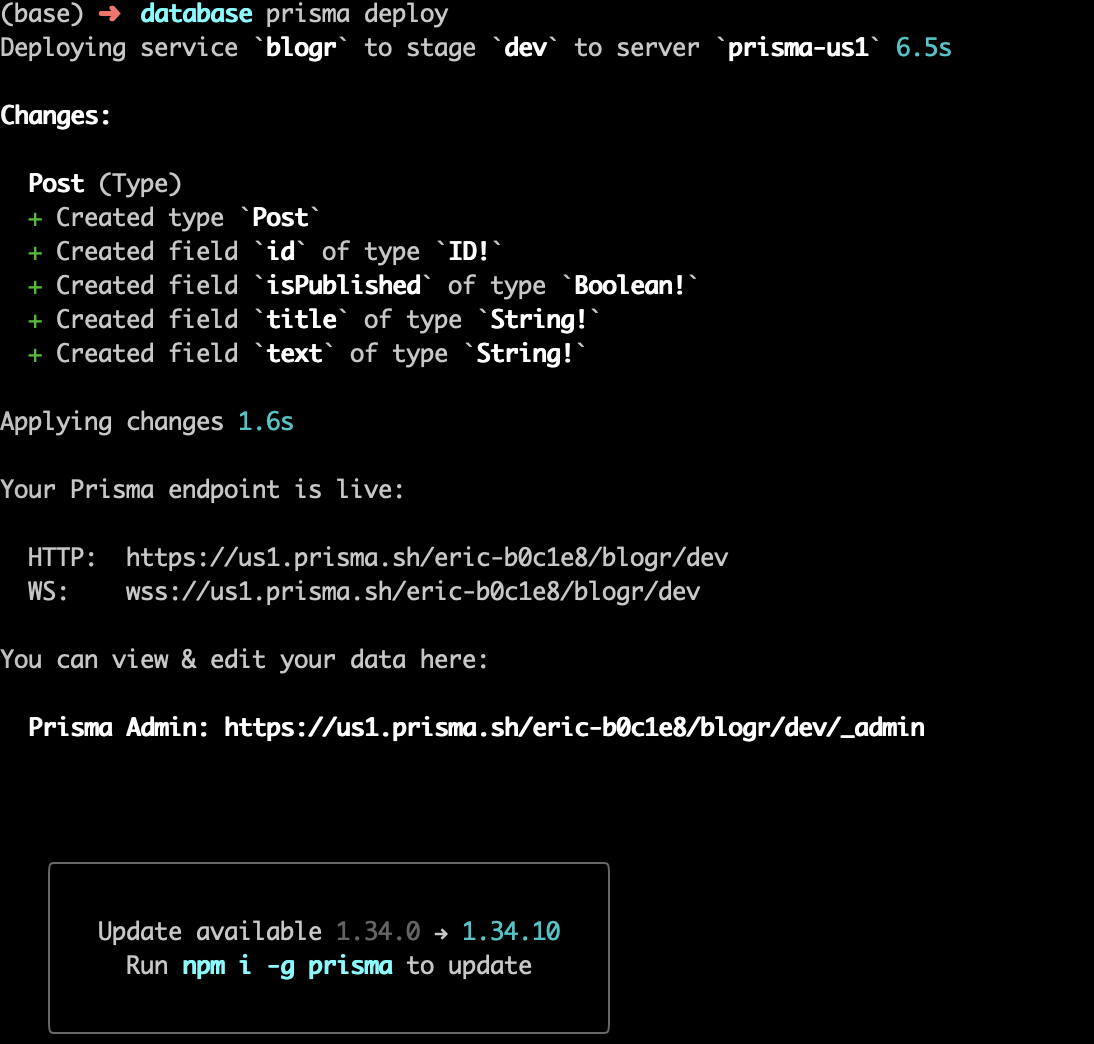 (base) ➜ database prisma deploy
Deploying service `blogr` to stage `dev` to server `prisma-us1` 6.5s
Changes:
Post (Type)
+ Created type `Post`
+ Created field `id` of type `ID!`
+ Created field `isPublished` of type `Boolean!`
+ Created field `title` of type `String!`
+ Created field `text` of type `String!`
Applying changes 1.6s
Your Prisma endpoint is live:
HTTP: https://us1.prisma.sh/eric-b0c1e8/blogr/dev
WS: wss://us1.prisma.sh/eric-b0c1e8/blogr/dev
You can view & edit your data here:
Prisma Admin: https://us1.prisma.sh/eric-b0c1e8/blogr/dev/_admin
Update available 1.34.0 → 1.34.10
Run npm i -g prisma to update